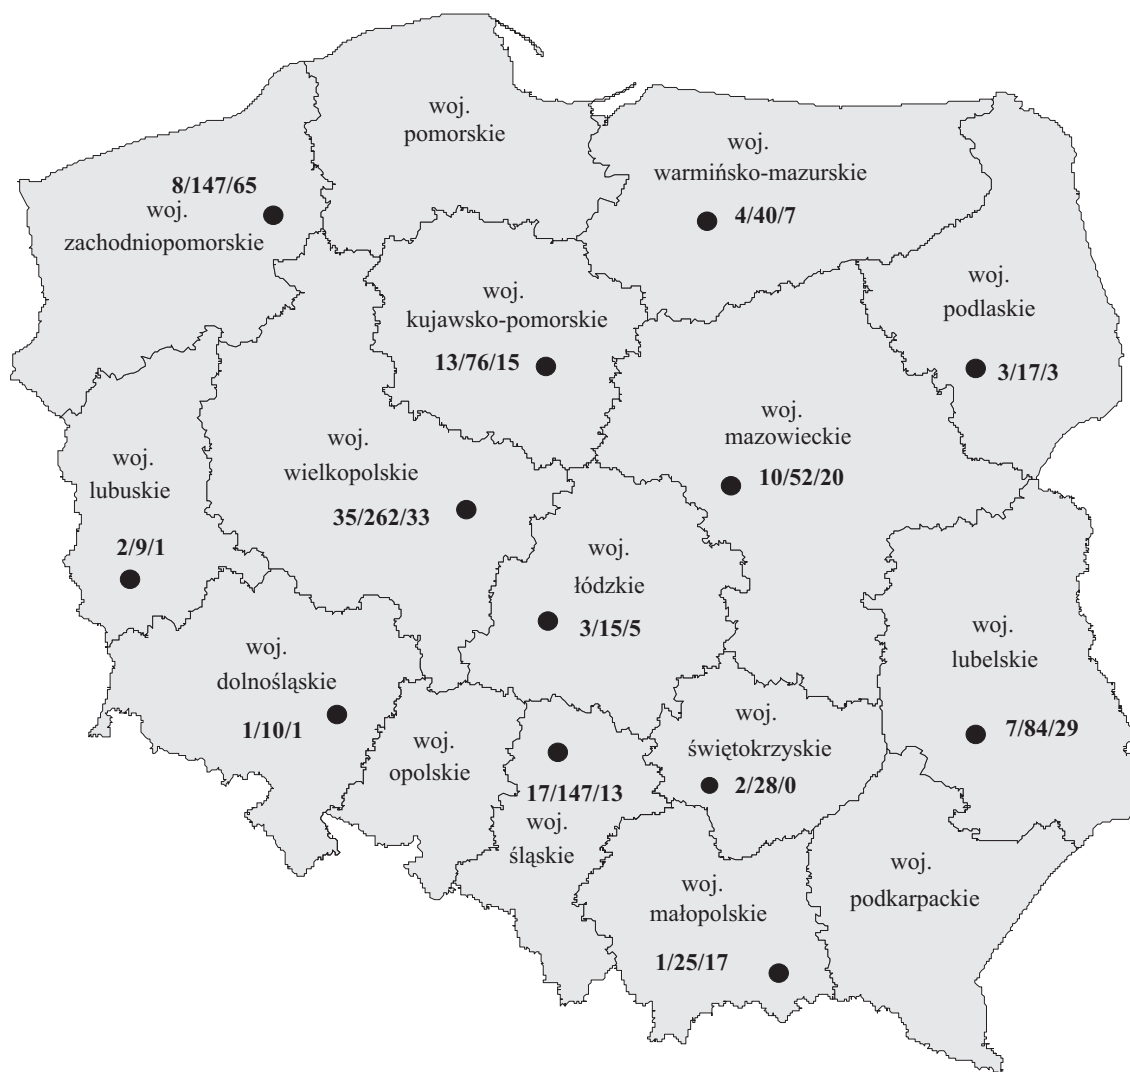 woj.
pomorskie
woj.
warmińsko-mazurskie
4/40/7
8/147/65
woj.
zachodniopomorskie
woj.
kujawsko-pomorskie
13/76/15
woj.
podlaskie
3/17/3
woj.
mazowieckie
10/52/20
woj.
wielkopolskie
35/262/33
woj.
lubuskie
2/9/1
woj.
łódzkie
3/15/5
woj.
lubelskie
7/84/29
woj.
dolnośląskie
1/10/1
woj.
opolskie
17/147/13
woj.
śląskie
woj.
świętokrzyskie
2/28/0
woj.
małopolskie
1/25/17
woj.
podkarpackie